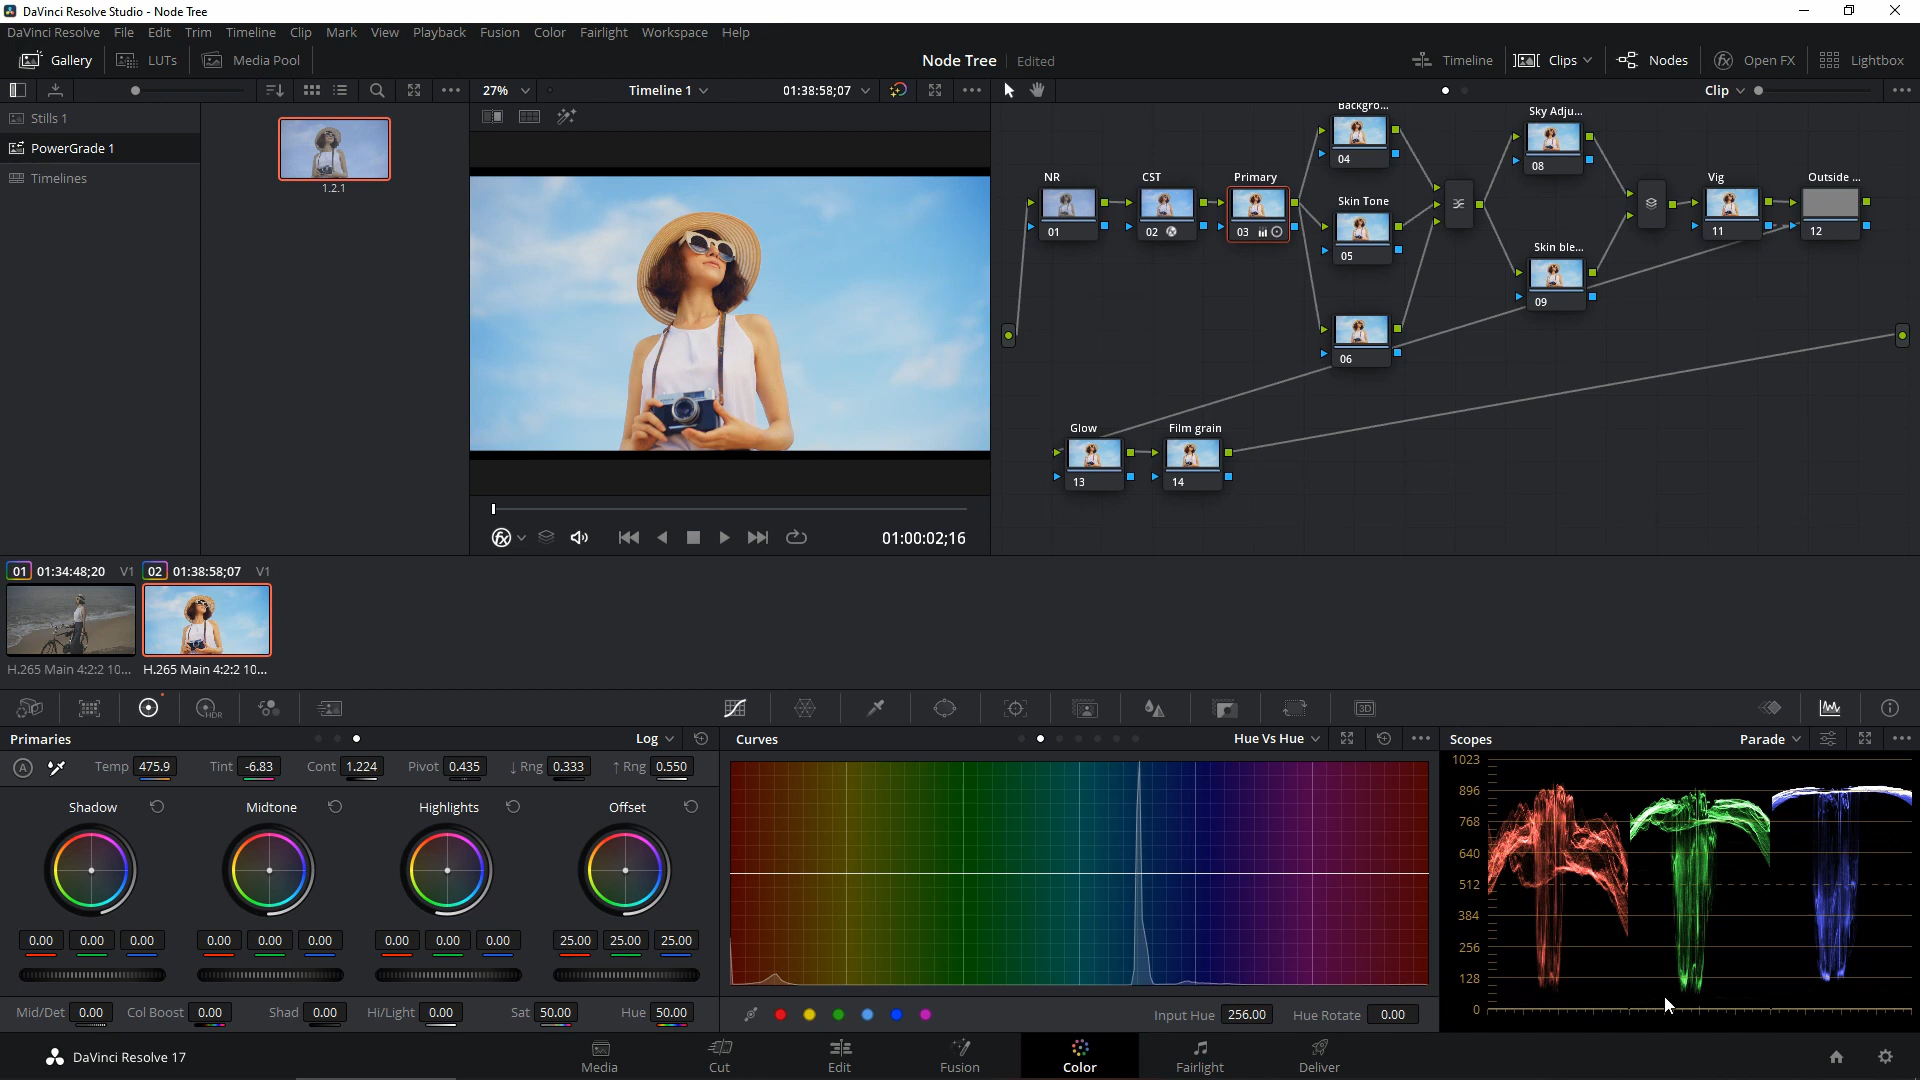 DaVinci Resolve Studio - Node Tree
DaVinci Resolve File Edit Trim Timeline Clip Mark View Playback Fusion Color Fairlight Workspace Help
Gallery LUTs Media Pool Node Tree Edited Timeline Clips Nodes Open FX Lightbox
27% Timeline 1 01:38:58;07 Clip
Stills 1
PowerGrade 1
Timelines
1.2.1
Backgro...
04
Sky Adju...
08
NR
01
CST
02
Primary
03
Skin Tone
05
06
Skin ble...
09
Vig
11
Outside ...
12
Glow
13
Film grain
14
01:00:02;16
01 01:34:48;20 V1 02 01:38:58;07 V1
H.265 Main 4:2:2 10... H.265 Main 4:2:2 10...
HDR 3D
Primaries Log Curves Hue Vs Hue Scopes Parade
A Temp 475.9 Tint -6.83 Cont 1.224 Pivot 0.435 ↓ Rng 0.333 ↑ Rng 0.550
Shadow Midtone Highlights Offset
0.00 0.00 0.00 0.00 0.00 0.00 0.00 0.00 0.00 25.00 25.00 25.00
Mid/Det 0.00 Col Boost 0.00 Shad 0.00 Hi/Light 0.00 Sat 50.00 Hue 50.00
Input Hue 256.00 Hue Rotate 0.00
1023
896
768
640
512
384
256
128
0
DaVinci Resolve 17 Media Cut Edit Fusion Color Fairlight Deliver